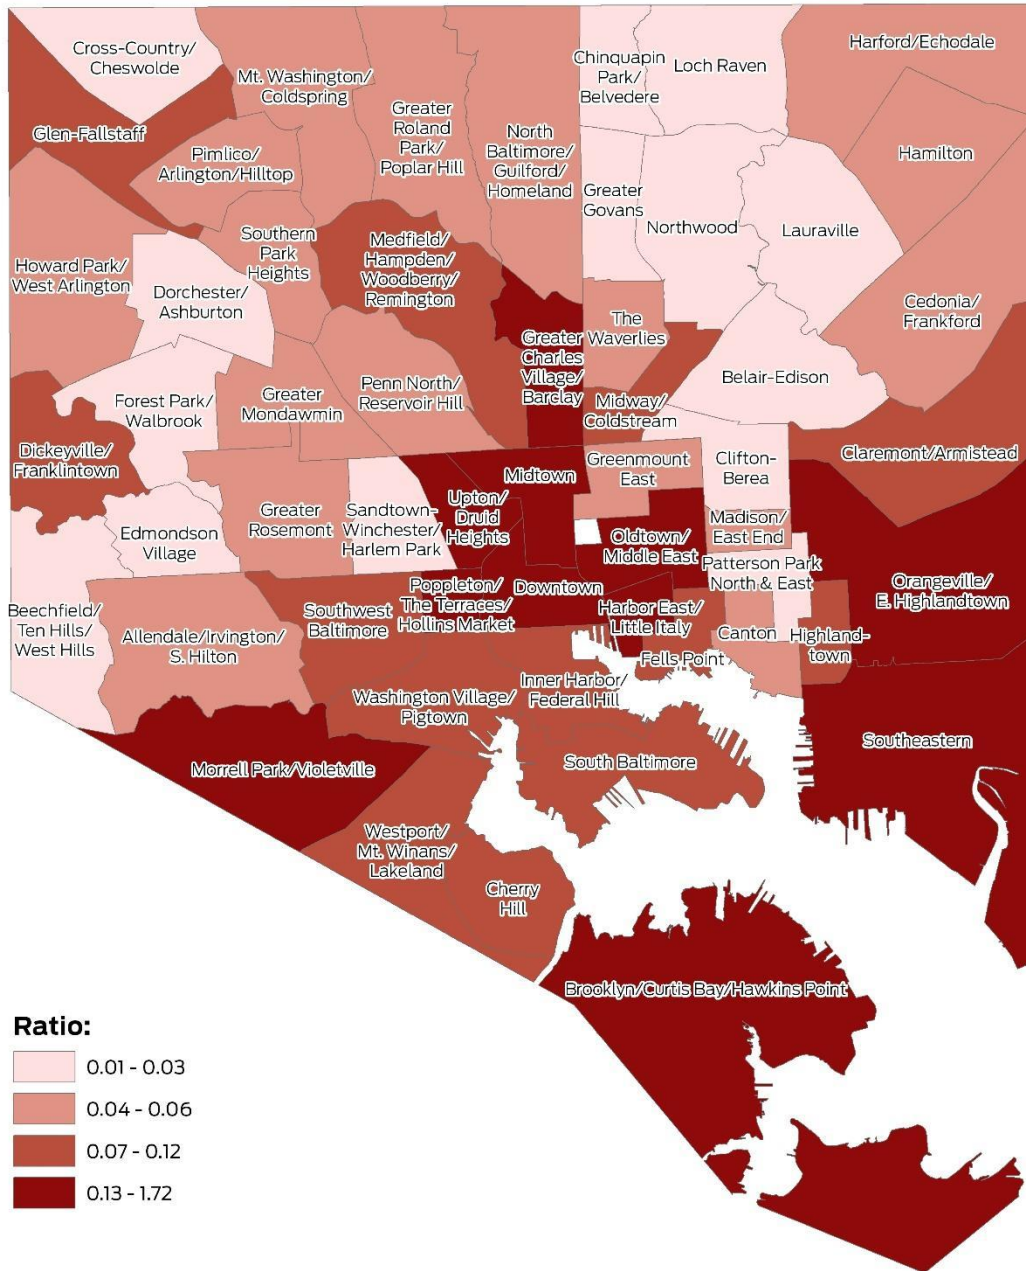 Cross-Country/
Cheswolde
Mt. Washington/
Coldspring
Greater
Roland
Park/
Poplar Hill
North
Baltimore/
Guilford/
Homeland
Chinquapin
Park/
Belvedere
Loch Raven
Harford/Echodale
Glen-Fallstaff
Pimlico/
Arlington/Hilltop
Hamilton
Greater
Govans
Northwood
Lauraville
Southern
Park
Heights
Medfield/
Hampden/
Woodberry/
Remington
Howard Park/
West Arlington
Dorchester/
Ashburton
Cedonia/
Frankford
The
Waverlies
Greater
Charles
Village/
Barclay
Belair-Edison
Penn North/
Reservoir Hill
Greater
Mondawmin
Forest Park/
Walbrook
Midway/
Coldstream
Dickeyville/
Franklintown
Claremont/Armistead
Midtown
Greenmount
East
Clifton-
Berea
Upton/
Druid
Heights
Greater
Rosemont
Sandtown-
Winchester/
Harlem Park
Edmondson
Village
Oldtown/
Middle East
Madison/
East End
Patterson Park
North & East
Orangeville/
E. Highlandtown
Beechfield/
Ten Hills/
West Hills
Allendale/Irvington/
S. Hilton
Southwest
Baltimore
Poppleton/
The Terraces/
Hollins Market
Downtown
Harbor East/
Little Italy
Canton
Highland-
town
Fells Point
Washington Village/
Pigtown
Inner Harbor/
Federal Hill
Southeastern
Morrell Park/Violetville
South Baltimore
Westport/
Mt. Winans/
Lakeland
Cherry
Hill
Brooklyn/Curtis Bay/Hawkins Point
Ratio:
0.01 - 0.03
0.04 - 0.06
0.07 - 0.12
0.13 - 1.72